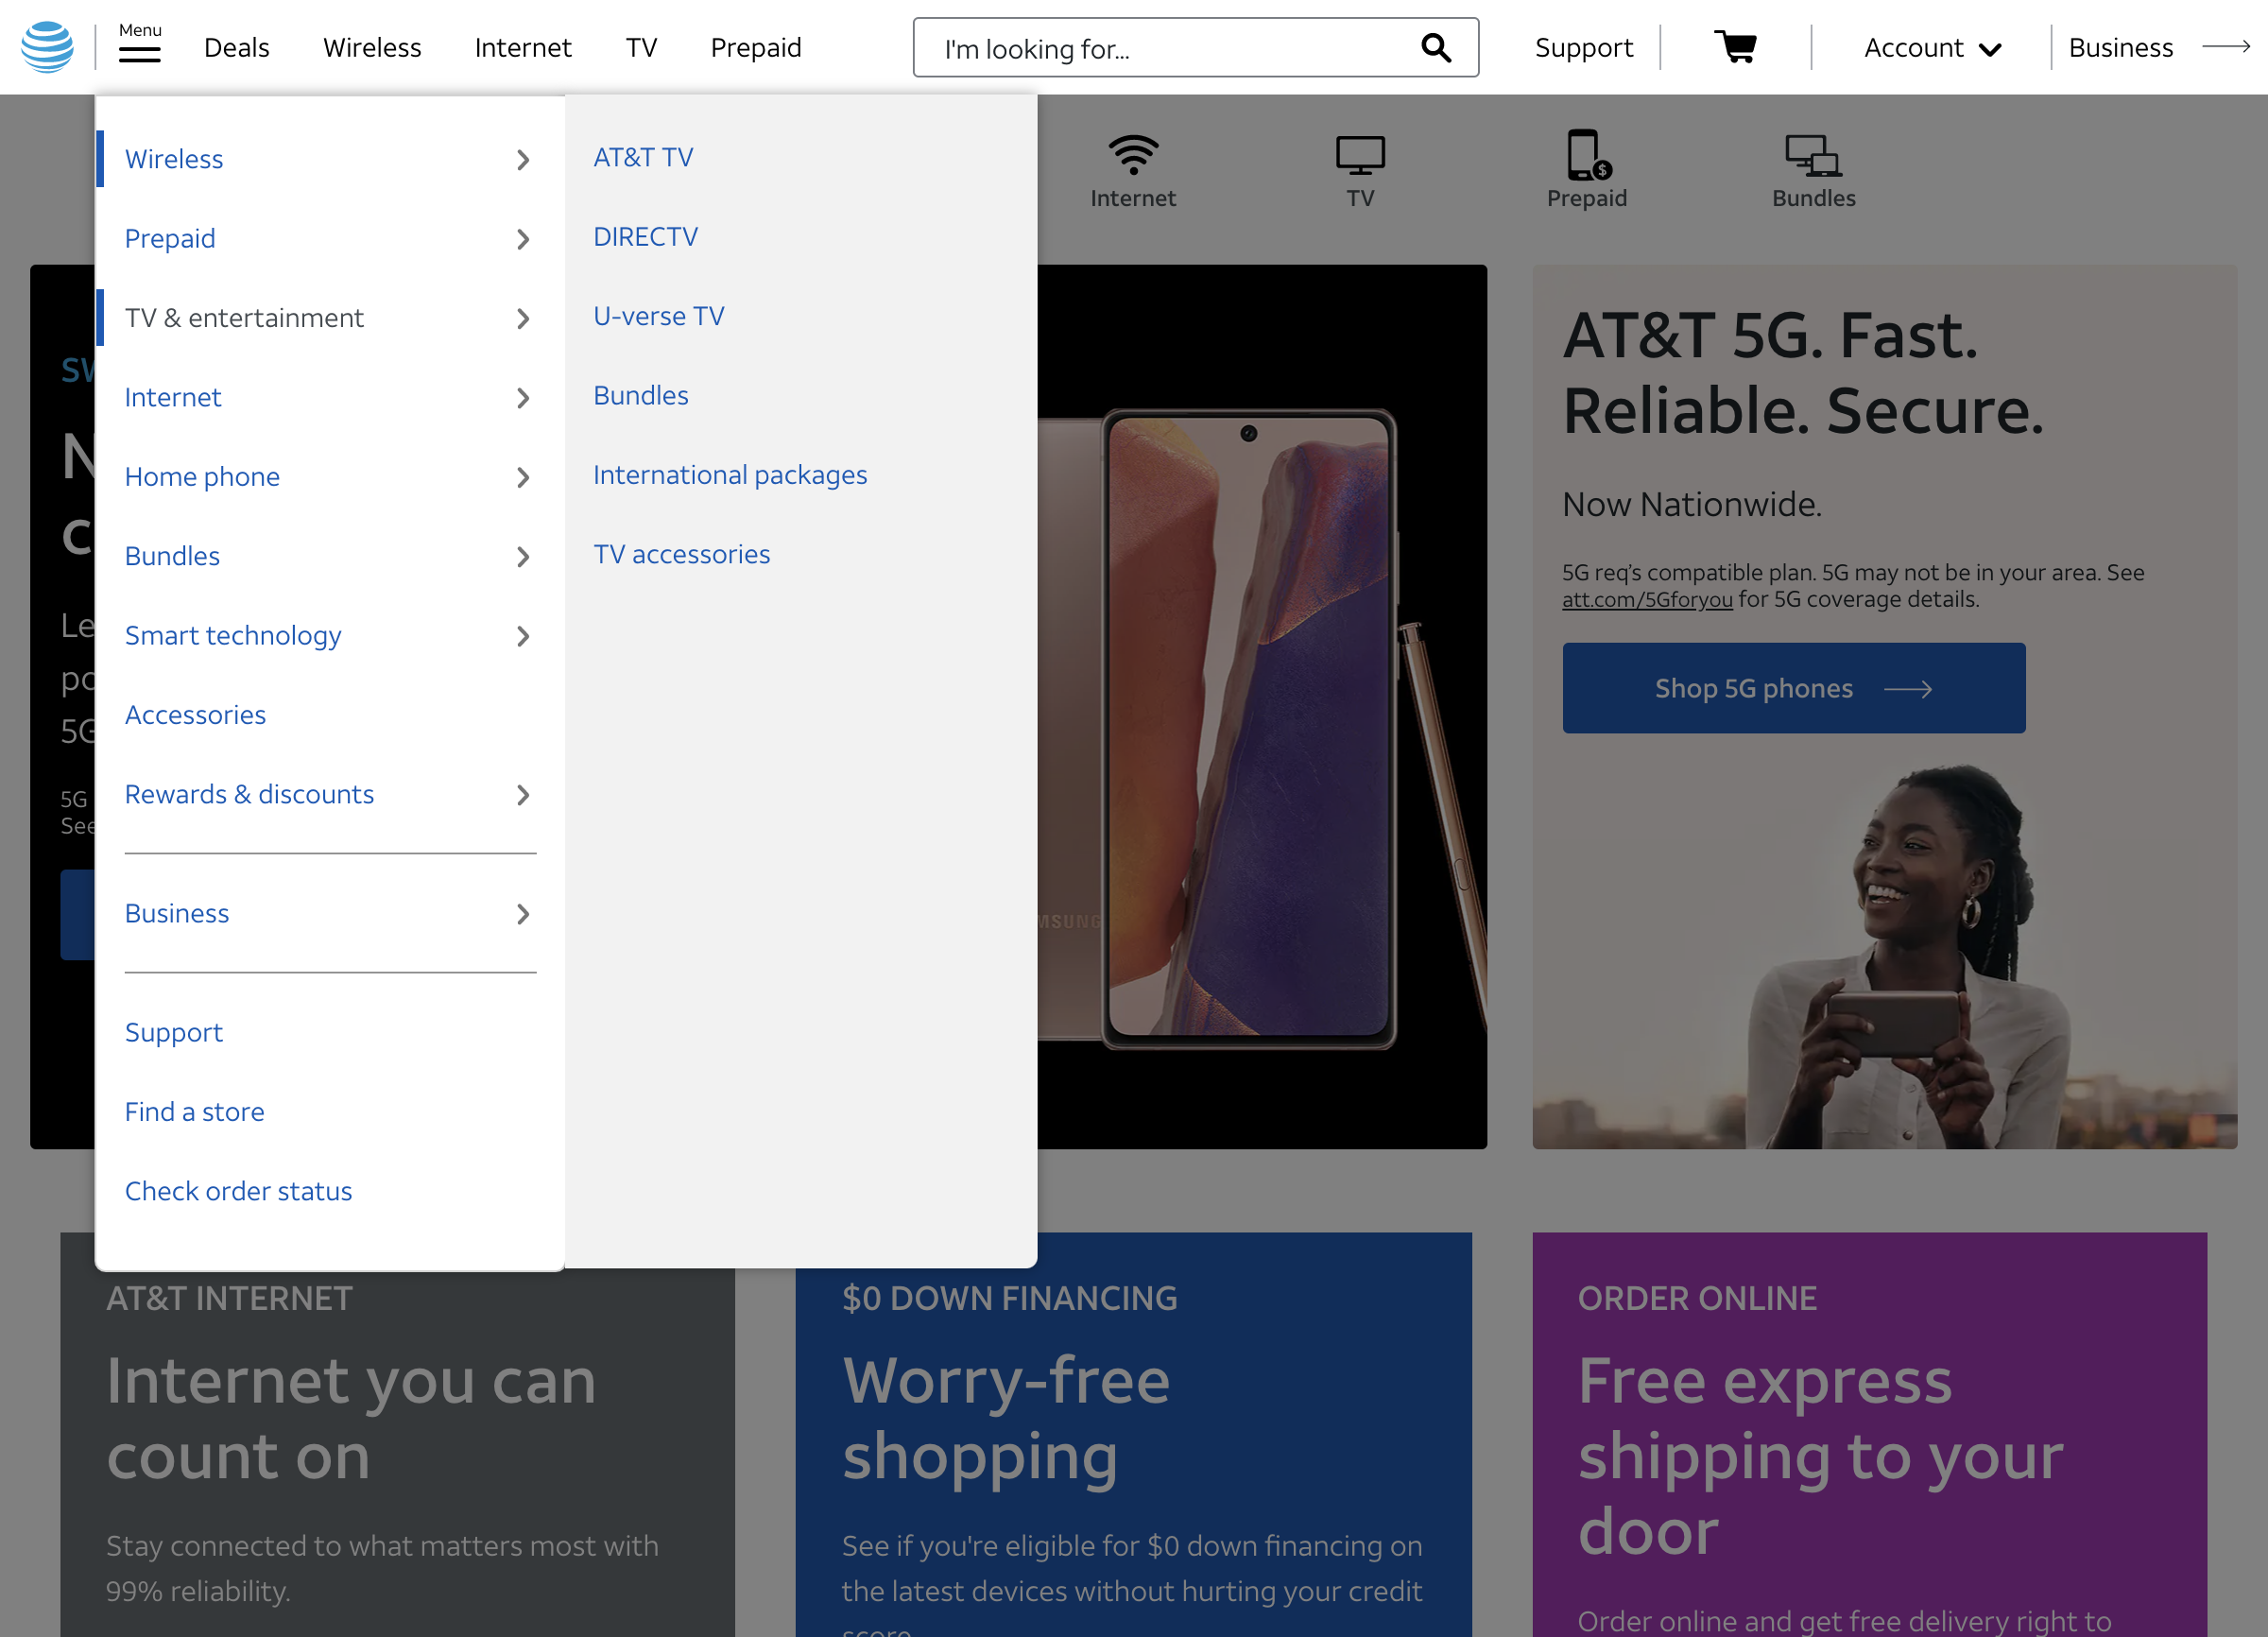 Menu
Deals
Wireless
Internet
TV
Prepaid
I'm looking for...
Support
Account
Business
Wireless
Prepaid
TV & entertainment
Internet
Home phone
Bundles
Smart technology
Accessories
Rewards & discounts
Business
Support
Find a store
Check order status
AT&T TV
DIRECTV
U-verse TV
Bundles
International packages
TV accessories
Internet
TV
Prepaid
Bundles
5G
See
AT&T 5G. Fast.
Reliable. Secure.
Now Nationwide.
5G req's compatible plan. 5G may not be in your area. See
att.com/5Gforyou for 5G coverage details.
Shop 5G phones
AT&T INTERNET
Internet you can
count on
Stay connected to what matters most with
99% reliability.
$0 DOWN FINANCING
Worry-free
shopping
See if you're eligible for $0 down financing on
the latest devices without hurting your credit
score
ORDER ONLINE
Free express
shipping to your
door
Order online and get free delivery right to